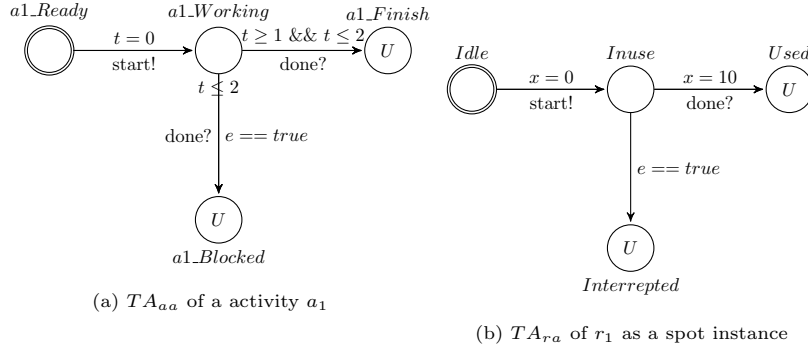 a1_Ready
a1_Working
a1_Finish
t = 0
start!
t ≥ 1 && t ≤ 2
done?
U
t ≤ 2
done?
e == true
U
a1_Blocked
(a) TA_aa of a activity a_1
Idle
Inuse
Used
x = 0
start!
x = 10
done?
U
e == true
U
Interrepted
(b) TA_ra of r_1 as a spot instance